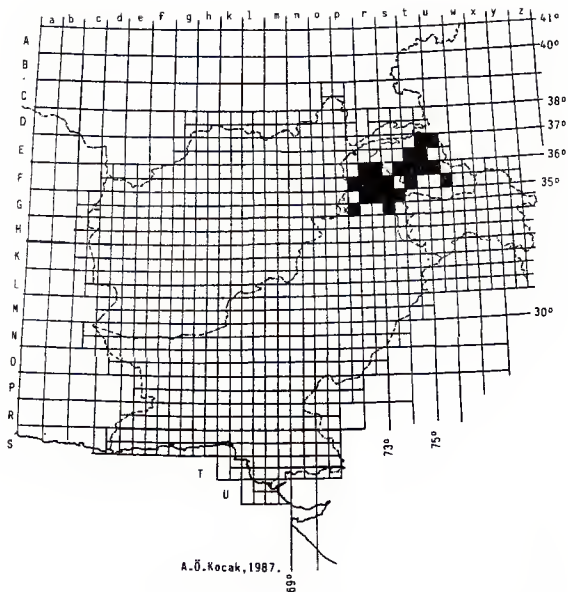 a b c d e f g h k l m n o p r s t u w x y z 41°
A
40°
B
C
38°
D
37°
E
36°
F
35°
G
H
K
L
M
30°
N
O
P
R
73°
75°
S
T
U
A.Ö.Kocak,1987.
69°